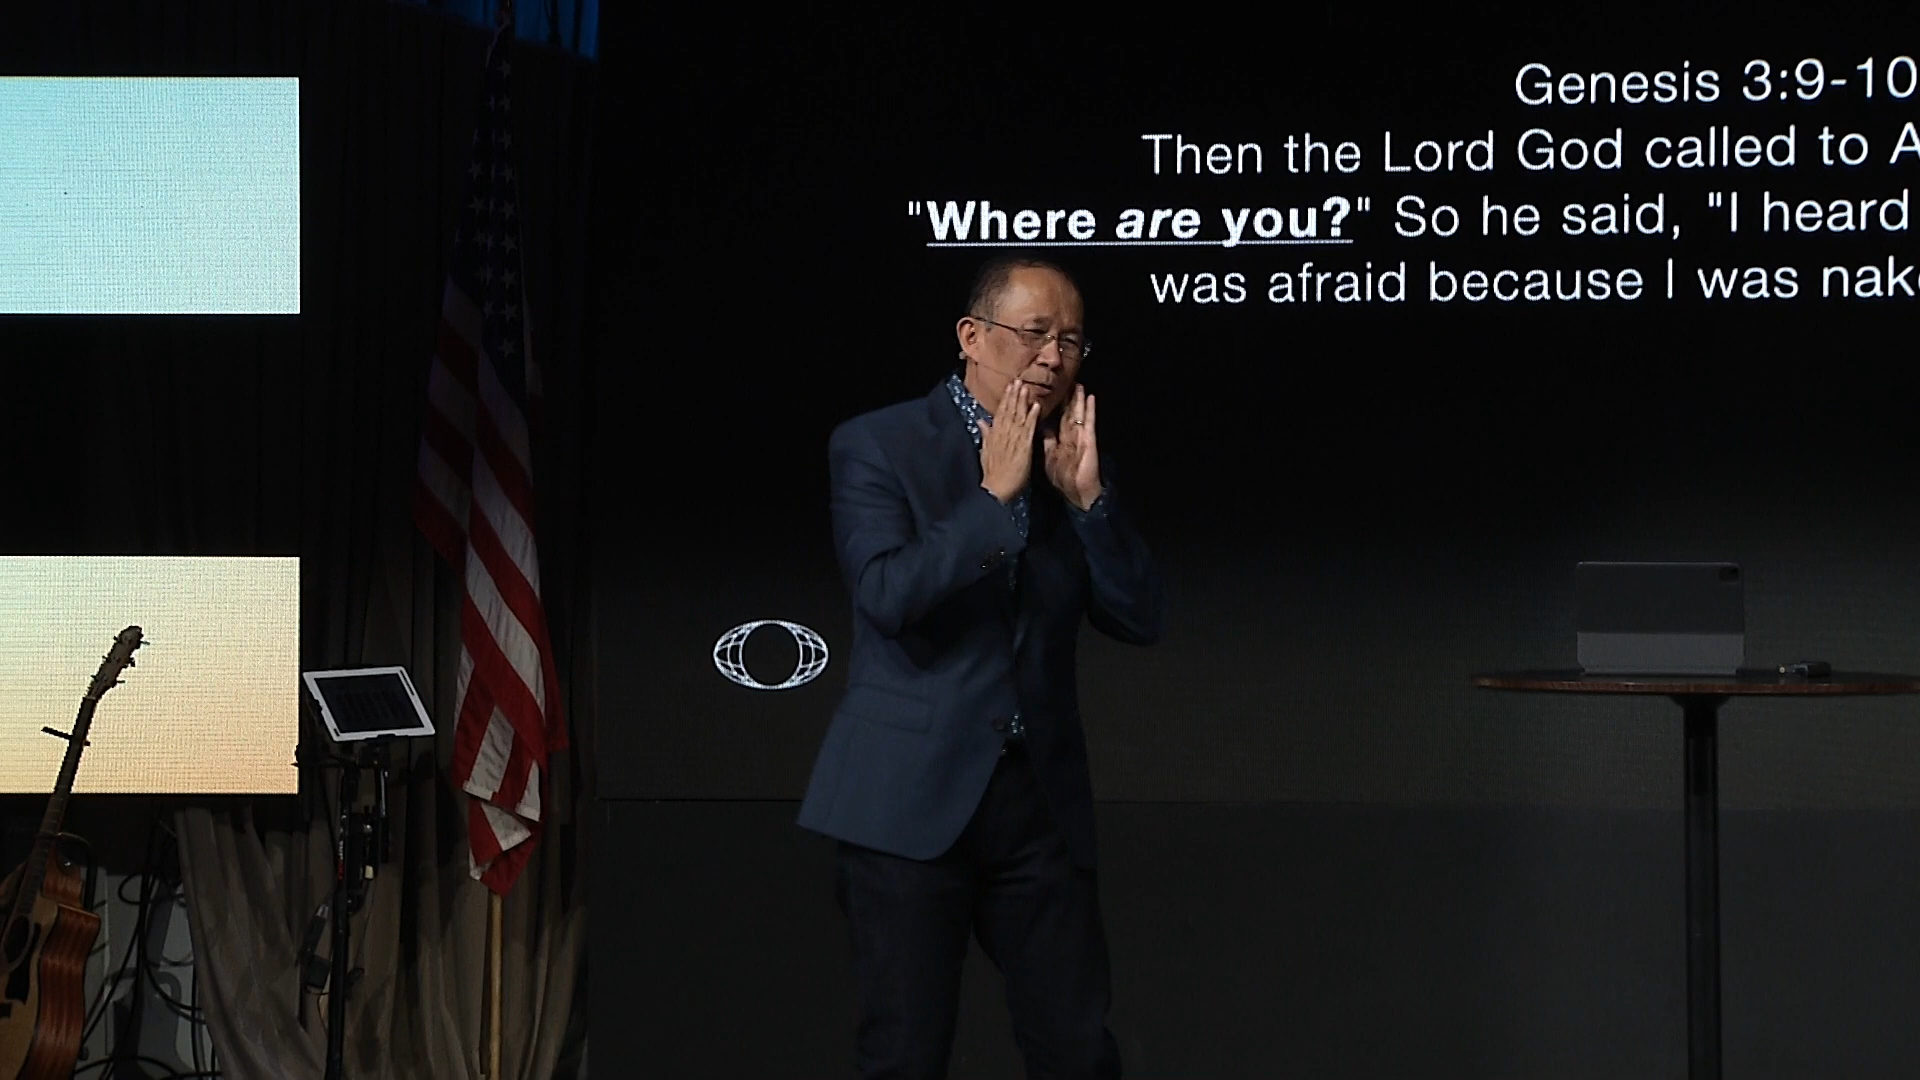 Genesis 3:9-10
Then the Lord God called to A
"Where are you?" So he said, "I heard
was afraid because I was nak